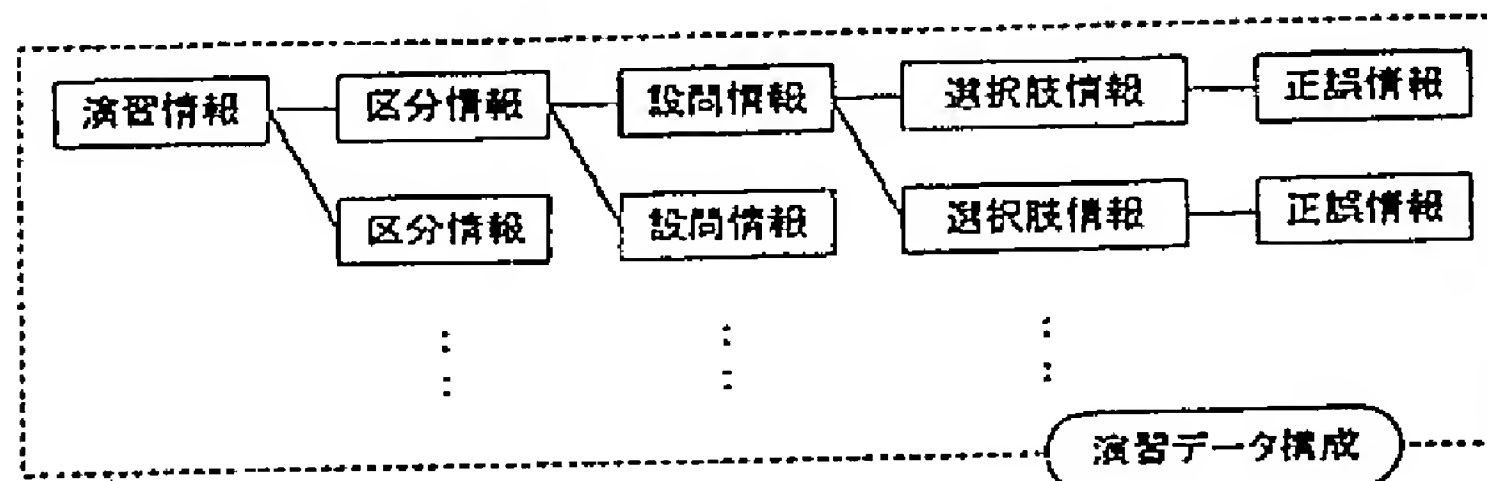 演習情報 区分情報 設問情報 選択肢情報 正誤情報
区分情報 設問情報 選択肢情報 正誤情報
演習データ構成